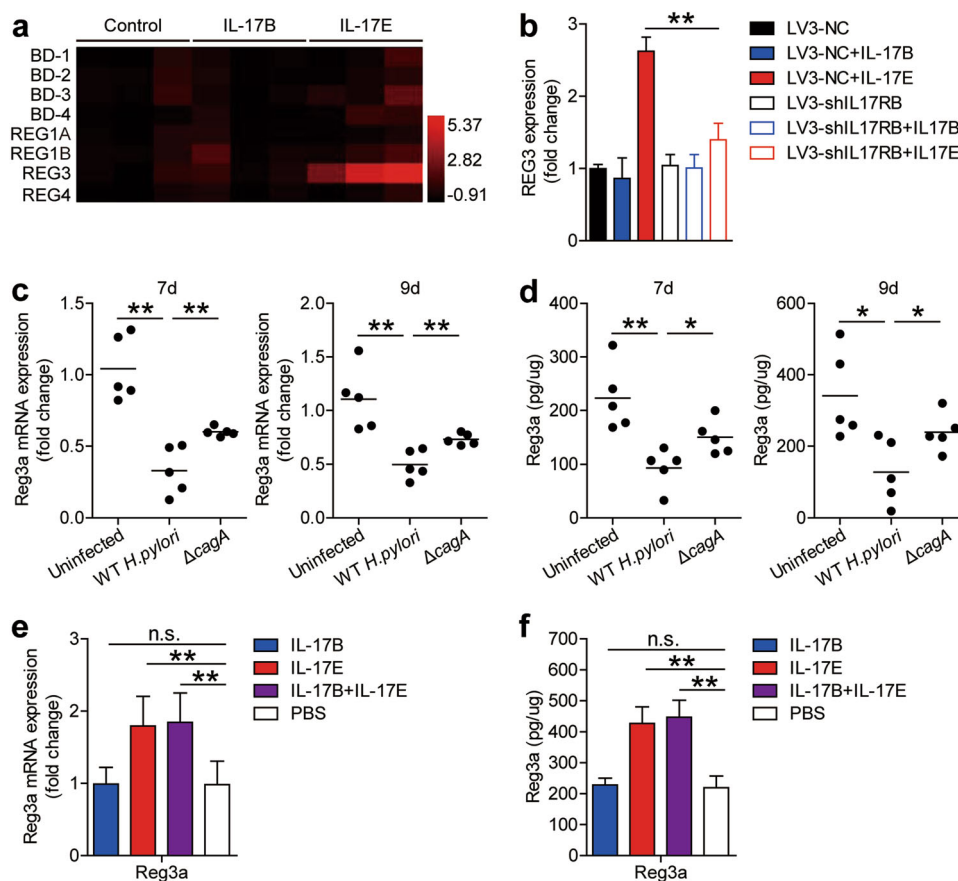 a
Control IL-17B IL-17E
BD-1
BD-2
BD-3
BD-4
REG1A
REG1B
REG3
REG4
5.37
2.82
-0.91
b
REG3 expression
(fold change)
3
2
1
0
**
LV3-NC
LV3-NC+IL-17B
LV3-NC+IL-17E
LV3-shIL17RB
LV3-shIL17RB+IL17B
LV3-shIL17RB+IL17E
c
7d
Reg3a mRNA expression
(fold change)
1.5
1.0
0.5
0.0
** **
Uninfected
WT H.pylori
ΔcagA
9d
Reg3a mRNA expression
(fold change)
2.0
1.5
1.0
0.5
0.0
** **
Uninfected
WT H.pylori
ΔcagA
d
7d
Reg3a (pg/ug)
400
300
200
100
0
** *
Uninfected
WT H.pylori
ΔcagA
9d
Reg3a (pg/ug)
600
400
200
0
* *
Uninfected
WT H.pylori
ΔcagA
e
Reg3a mRNA expression
(fold change)
3
2
1
0
n.s.
**
**
Reg3a
IL-17B
IL-17E
IL-17B+IL-17E
PBS
f
Reg3a (pg/ug)
700
600
500
400
300
200
100
0
n.s.
**
**
Reg3a
IL-17B
IL-17E
IL-17B+IL-17E
PBS